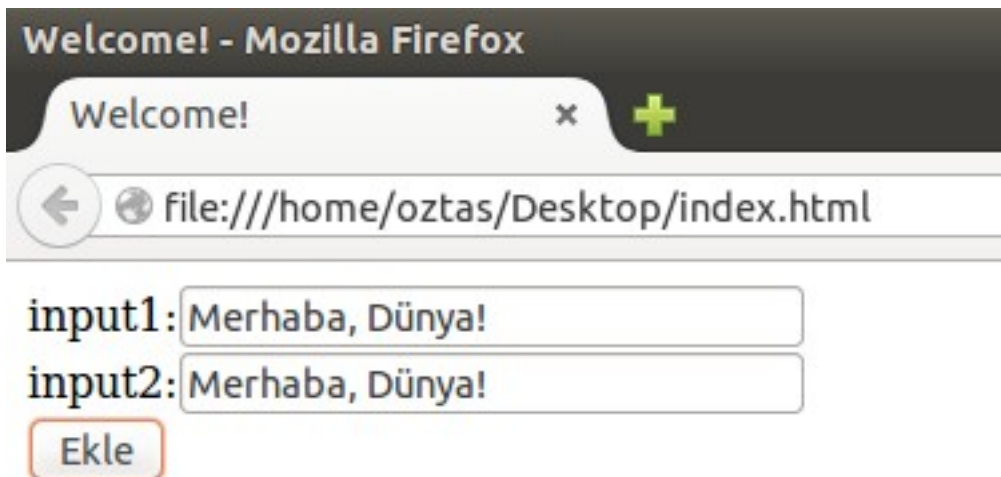 Welcome! - Mozilla Firefox
Welcome!
file:///home/oztas/Desktop/index.html
input1: Merhaba, Dünya!
input2: Merhaba, Dünya!
Ekle